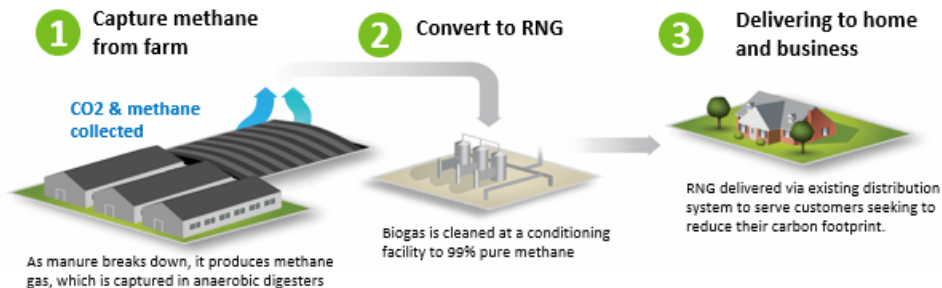 1
Capture methane
from farm
CO2 & methane
collected
As manure breaks down, it produces methane
gas, which is captured in anaerobic digesters
2
Convert to RNG
Biogas is cleaned at a conditioning
facility to 99% pure methane
3
Delivering to home
and business
RNG delivered via existing distribution
system to serve customers seeking to
reduce their carbon footprint.